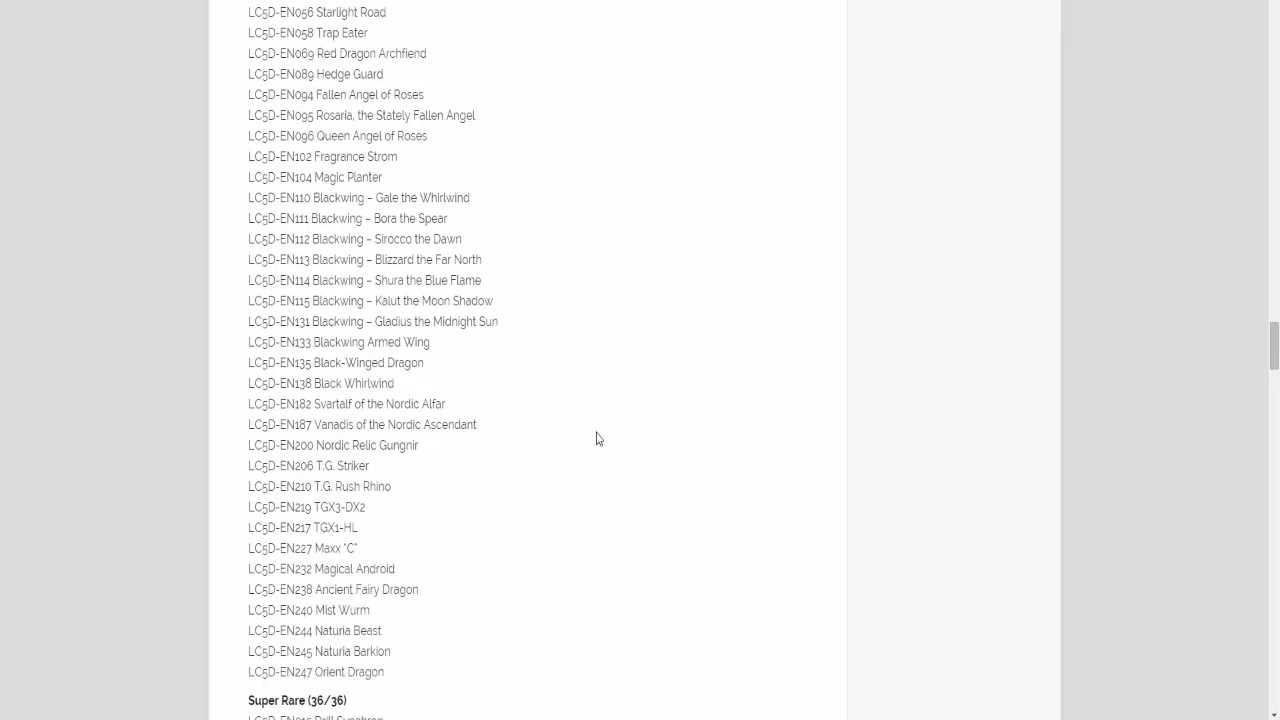 LC5D-EN056 Starlight Road
LC5D-EN058 Trap Eater
LC5D-EN069 Red Dragon Archfiend
LC5D-EN089 Hedge Guard
LC5D-EN094 Fallen Angel of Roses
LC5D-EN095 Rosaria, the Stately Fallen Angel
LC5D-EN096 Queen Angel of Roses
LC5D-EN102 Fragrance Strom
LC5D-EN104 Magic Planter
LC5D-EN110 Blackwing – Gale the Whirlwind
LC5D-EN111 Blackwing – Bora the Spear
LC5D-EN112 Blackwing – Sirocco the Dawn
LC5D-EN113 Blackwing – Blizzard the Far North
LC5D-EN114 Blackwing – Shura the Blue Flame
LC5D-EN115 Blackwing – Kalut the Moon Shadow
LC5D-EN131 Blackwing – Gladius the Midnight Sun
LC5D-EN133 Blackwing Armed Wing
LC5D-EN135 Black-Winged Dragon
LC5D-EN138 Black Whirlwind
LC5D-EN182 Svartalf of the Nordic Alfar
LC5D-EN187 Vanadis of the Nordic Ascendant
LC5D-EN200 Nordic Relic Gungnir
LC5D-EN206 T.G. Striker
LC5D-EN210 T.G. Rush Rhino
LC5D-EN219 TGX3-DX2
LC5D-EN217 TGX1-HL
LC5D-EN227 Maxx “C”
LC5D-EN232 Magical Android
LC5D-EN238 Ancient Fairy Dragon
LC5D-EN240 Mist Wurm
LC5D-EN244 Naturia Beast
LC5D-EN245 Naturia Barkion
LC5D-EN247 Orient Dragon
Super Rare (36/36)
LC5D-EN015 Drill Synchron